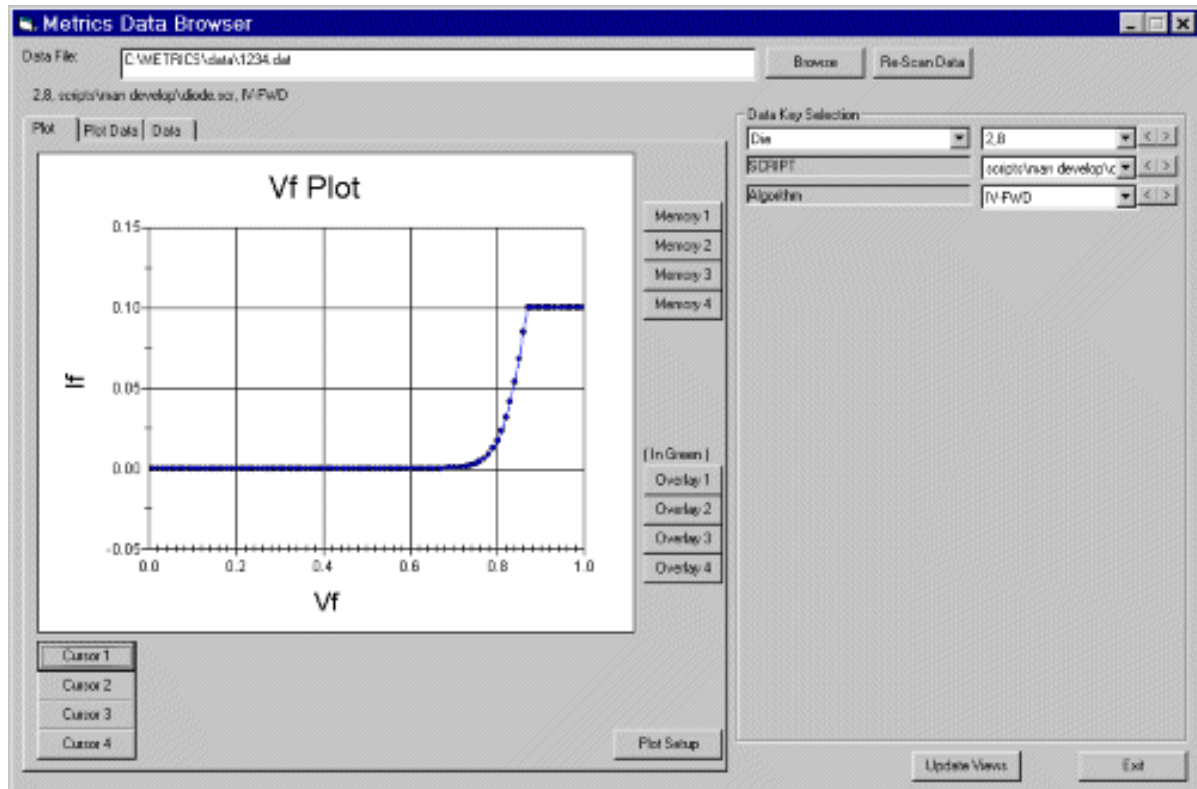 Metrics Data Browser
Data File: C:\METRICS\data\1234.dat Browse Re-Scan Data
2,8, scripts\man develop\diode.scr, IV-FWD
Plot Plot Data Data
Vf Plot
0.15
0.10
If
0.05
0.00
-0.05
0.0 0.2 0.4 0.6 0.8 1.0
Vf
Memory 1
Memory 2
Memory 3
Memory 4
( In Green )
Overlay 1
Overlay 2
Overlay 3
Overlay 4
Cursor 1
Cursor 2
Cursor 3
Cursor 4
Plot Setup
Data Key Selection
Die 2,8 < >
SCRIPT scripts\man develop\c < >
Algorithm IV-FWD < >
Update Views Exit